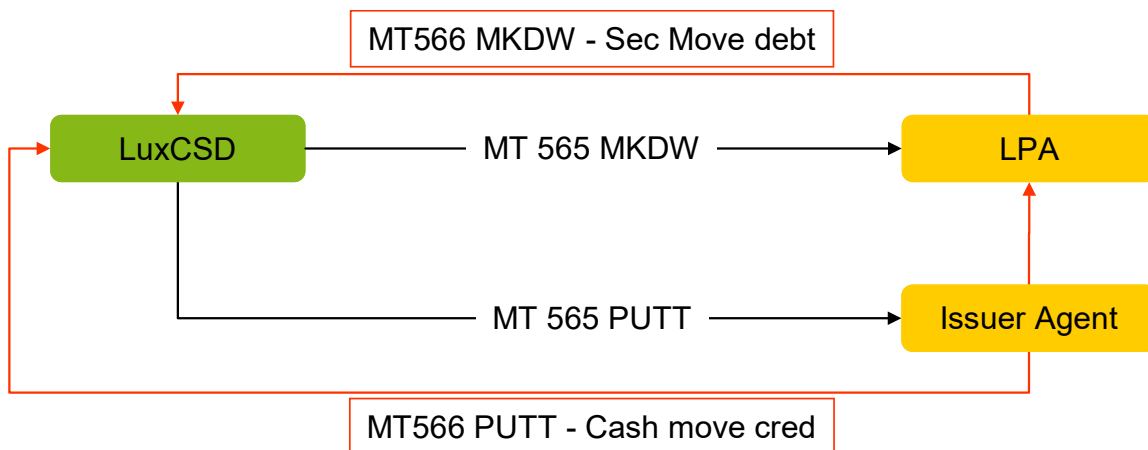 MT566 MKDW - Sec Move debt
LuxCSD
MT 565 MKDW
LPA
MT 565 PUTT
Issuer Agent
MT566 PUTT - Cash move cred